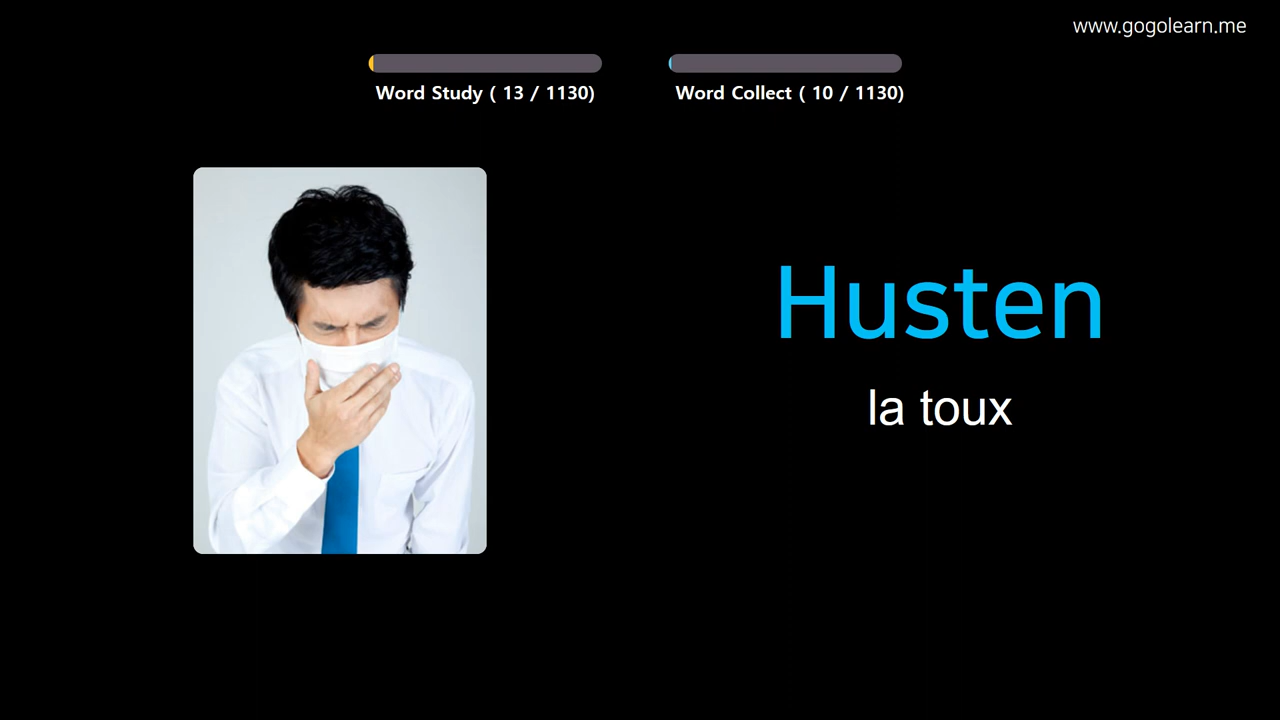 www.gogolearn.me
Word Study ( 13 / 1130)
Word Collect ( 10 / 1130)
Husten
la toux